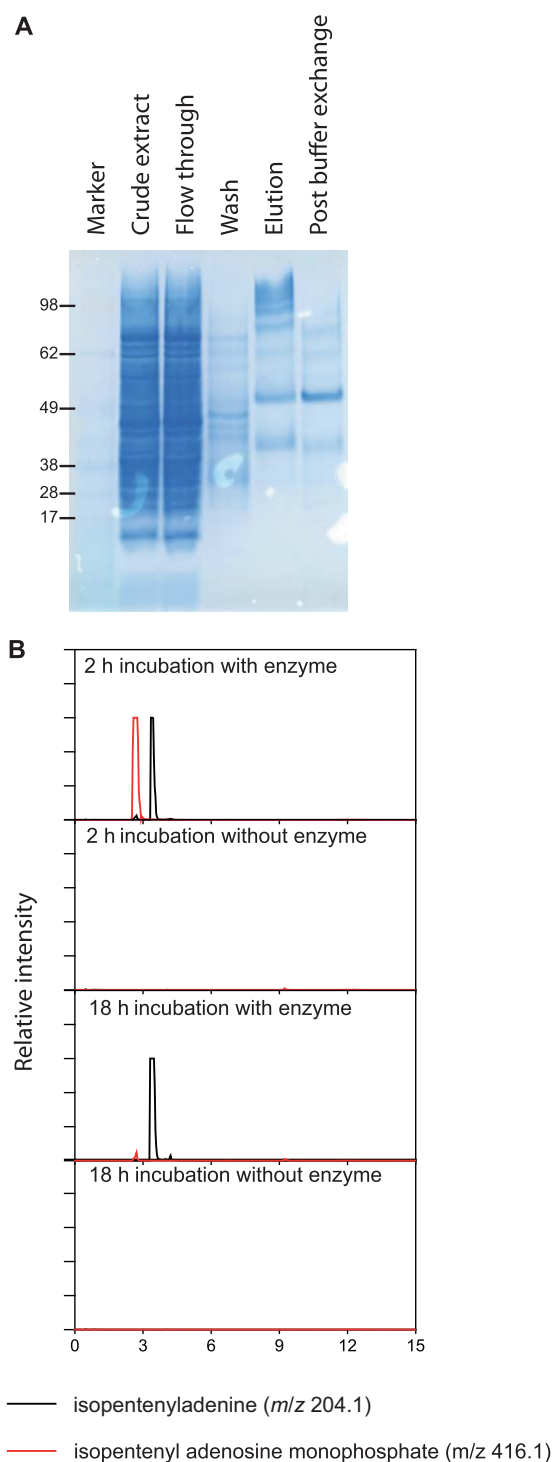 A
Marker
Crude extract
Flow through
Wash
Elution
Post buffer exchange
98
62
49
38
28
17
B
2 h incubation with enzyme
2 h incubation without enzyme
18 h incubation with enzyme
18 h incubation without enzyme
Relative intensity
0 3 6 9 12 15
isopentenyladenine (m/z 204.1)
isopentenyl adenosine monophosphate (m/z 416.1)